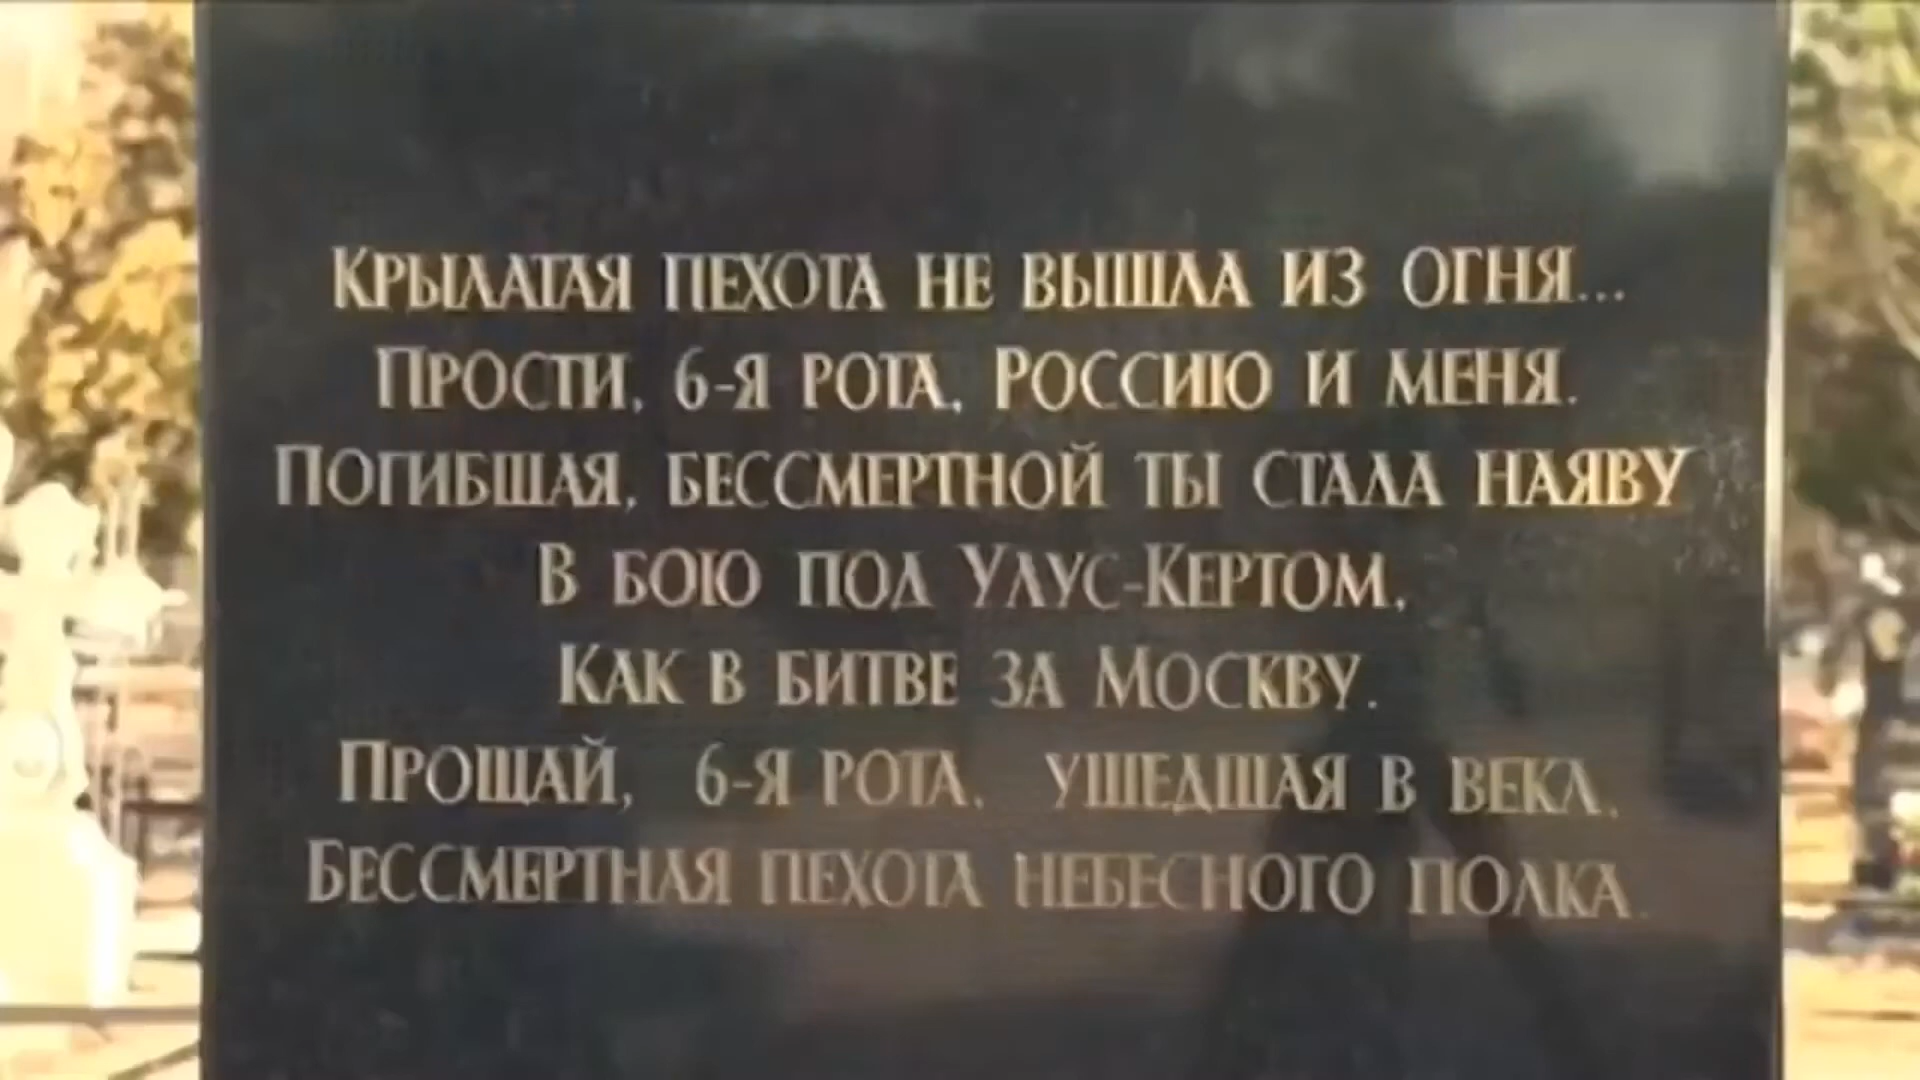 Крылатая пехота не вышла из огня...
Прости, 6-я рота, Россию и меня.
Погибшая, бессмертной ты стала наяву
В бою под Улус-Кертом,
Как в битве за Москву.
Прощай, 6-я рота, ушедшая в века,
Бессмертная пехота небесного полка.